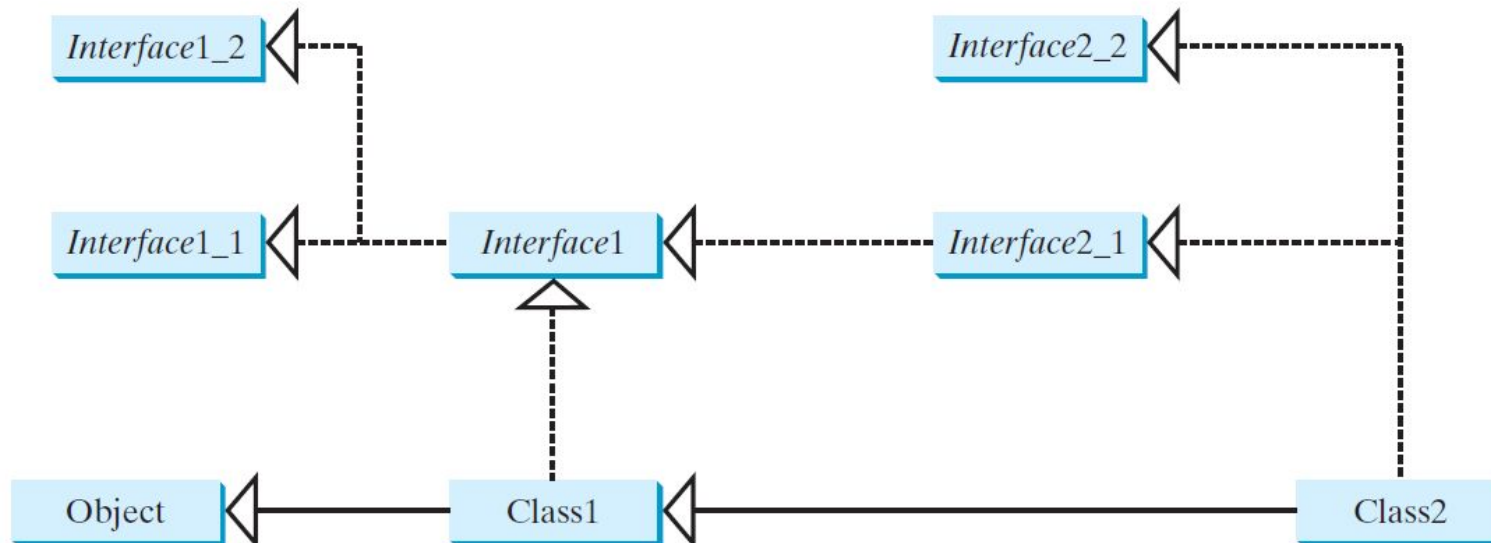 Interface1_2
Interface2_2
Interface1_1
Interface1
Interface2_1
Object
Class1
Class2